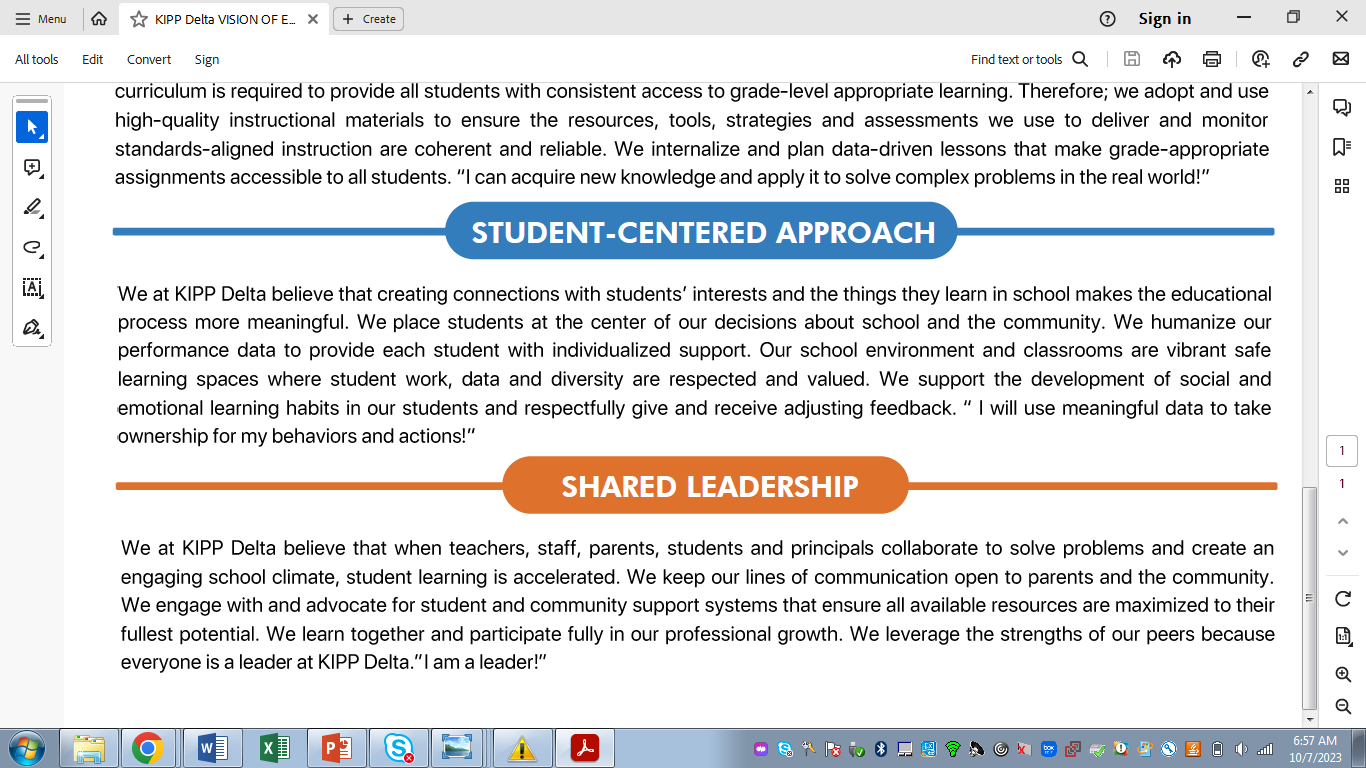 Menu
KIPP Delta VISION OF E...
Create
Sign in
All tools
Edit
Convert
Sign
Find text or tools
curriculum is required to provide all students with consistent access to grade-level appropriate learning. Therefore; we adopt and use
high-quality instructional materials to ensure the resources, tools, strategies and assessments we use to deliver and monitor
standards-aligned instruction are coherent and reliable. We internalize and plan data-driven lessons that make grade-appropriate
assignments accessible to all students. “I can acquire new knowledge and apply it to solve complex problems in the real world!”
STUDENT-CENTERED APPROACH
We at KIPP Delta believe that creating connections with students’ interests and the things they learn in school makes the educational
process more meaningful. We place students at the center of our decisions about school and the community. We humanize our
performance data to provide each student with individualized support. Our school environment and classrooms are vibrant safe
learning spaces where student work, data and diversity are respected and valued. We support the development of social and
emotional learning habits in our students and respectfully give and receive adjusting feedback. “ I will use meaningful data to take
ownership for my behaviors and actions!”
SHARED LEADERSHIP
We at KIPP Delta believe that when teachers, staff, parents, students and principals collaborate to solve problems and create an
engaging school climate, student learning is accelerated. We keep our lines of communication open to parents and the community.
We engage with and advocate for student and community support systems that ensure all available resources are maximized to their
fullest potential. We learn together and participate fully in our professional growth. We leverage the strengths of our peers because
everyone is a leader at KIPP Delta.“I am a leader!”
1
1
6:57 AM
10/7/2023